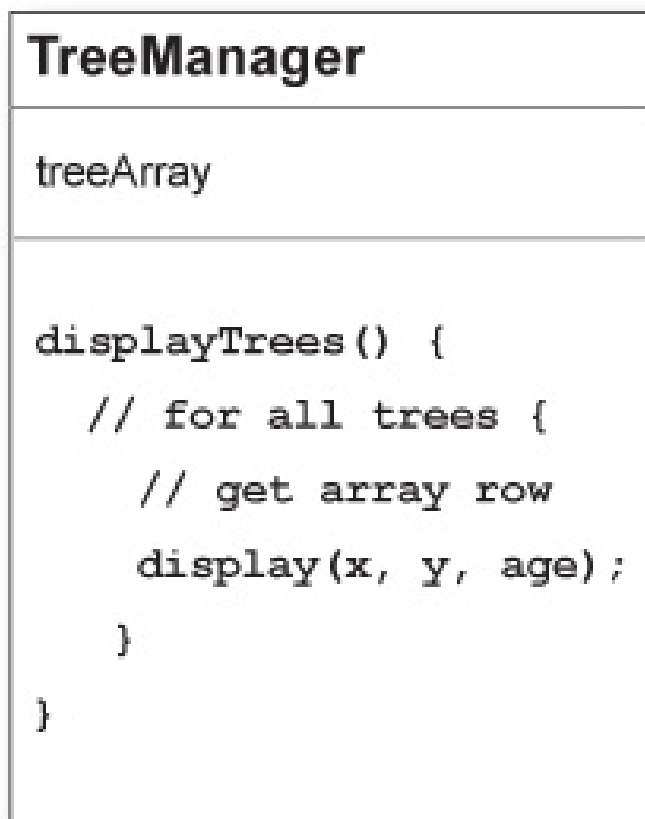 TreeManager
treeArray
displayTrees() {
// for all trees {
// get array row
display(x, y, age);
}
}